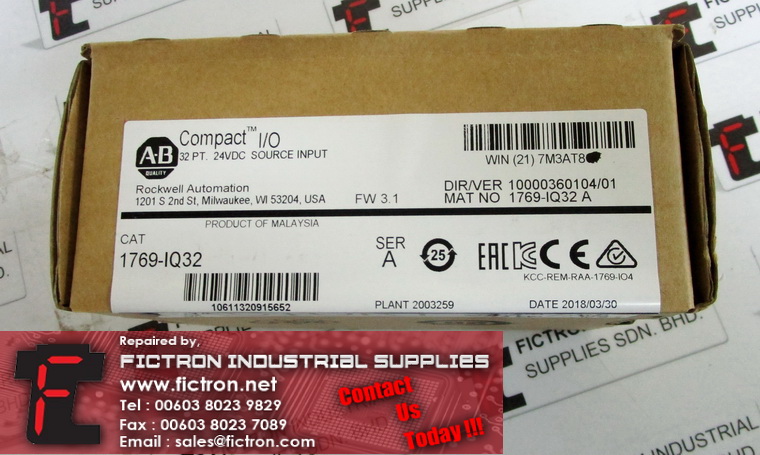 Compact™ I/O
32 PT. 24VDC SOURCE INPUT
A-B
QUALITY
Rockwell Automation
1201 S 2nd St, Milwaukee, WI 53204, USA
FW 3.1
WIN (21) 7M3AT8
DIR/VER 10000360104/01
MAT NO 1769-IQ32 A
PRODUCT OF MALAYSIA
CAT
1769-IQ32
SER
A
25
EAC
CE
KCC-REM-RAA-1769-IO4
10611320915652
PLANT 2003259
DATE 2018/03/30
FICTRON
SUPPLIES SDN. BHD.
INDUSTRIAL
Repaired by,
FICTRON INDUSTRIAL SUPPLIES
www.fictron.net
Tel : 00603 8023 9829
Fax : 00603 8023 7089
Email : sales@fictron.com
Contact
Us
Today !!!